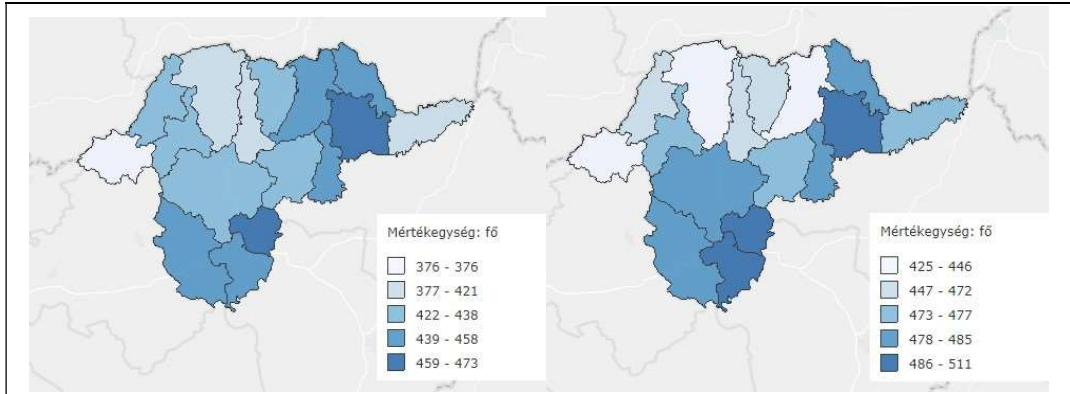 Mértékegység: fő
376 - 376
377 - 421
422 - 438
439 - 458
459 - 473
Mértékegység: fő
425 - 446
447 - 472
473 - 477
478 - 485
486 - 511